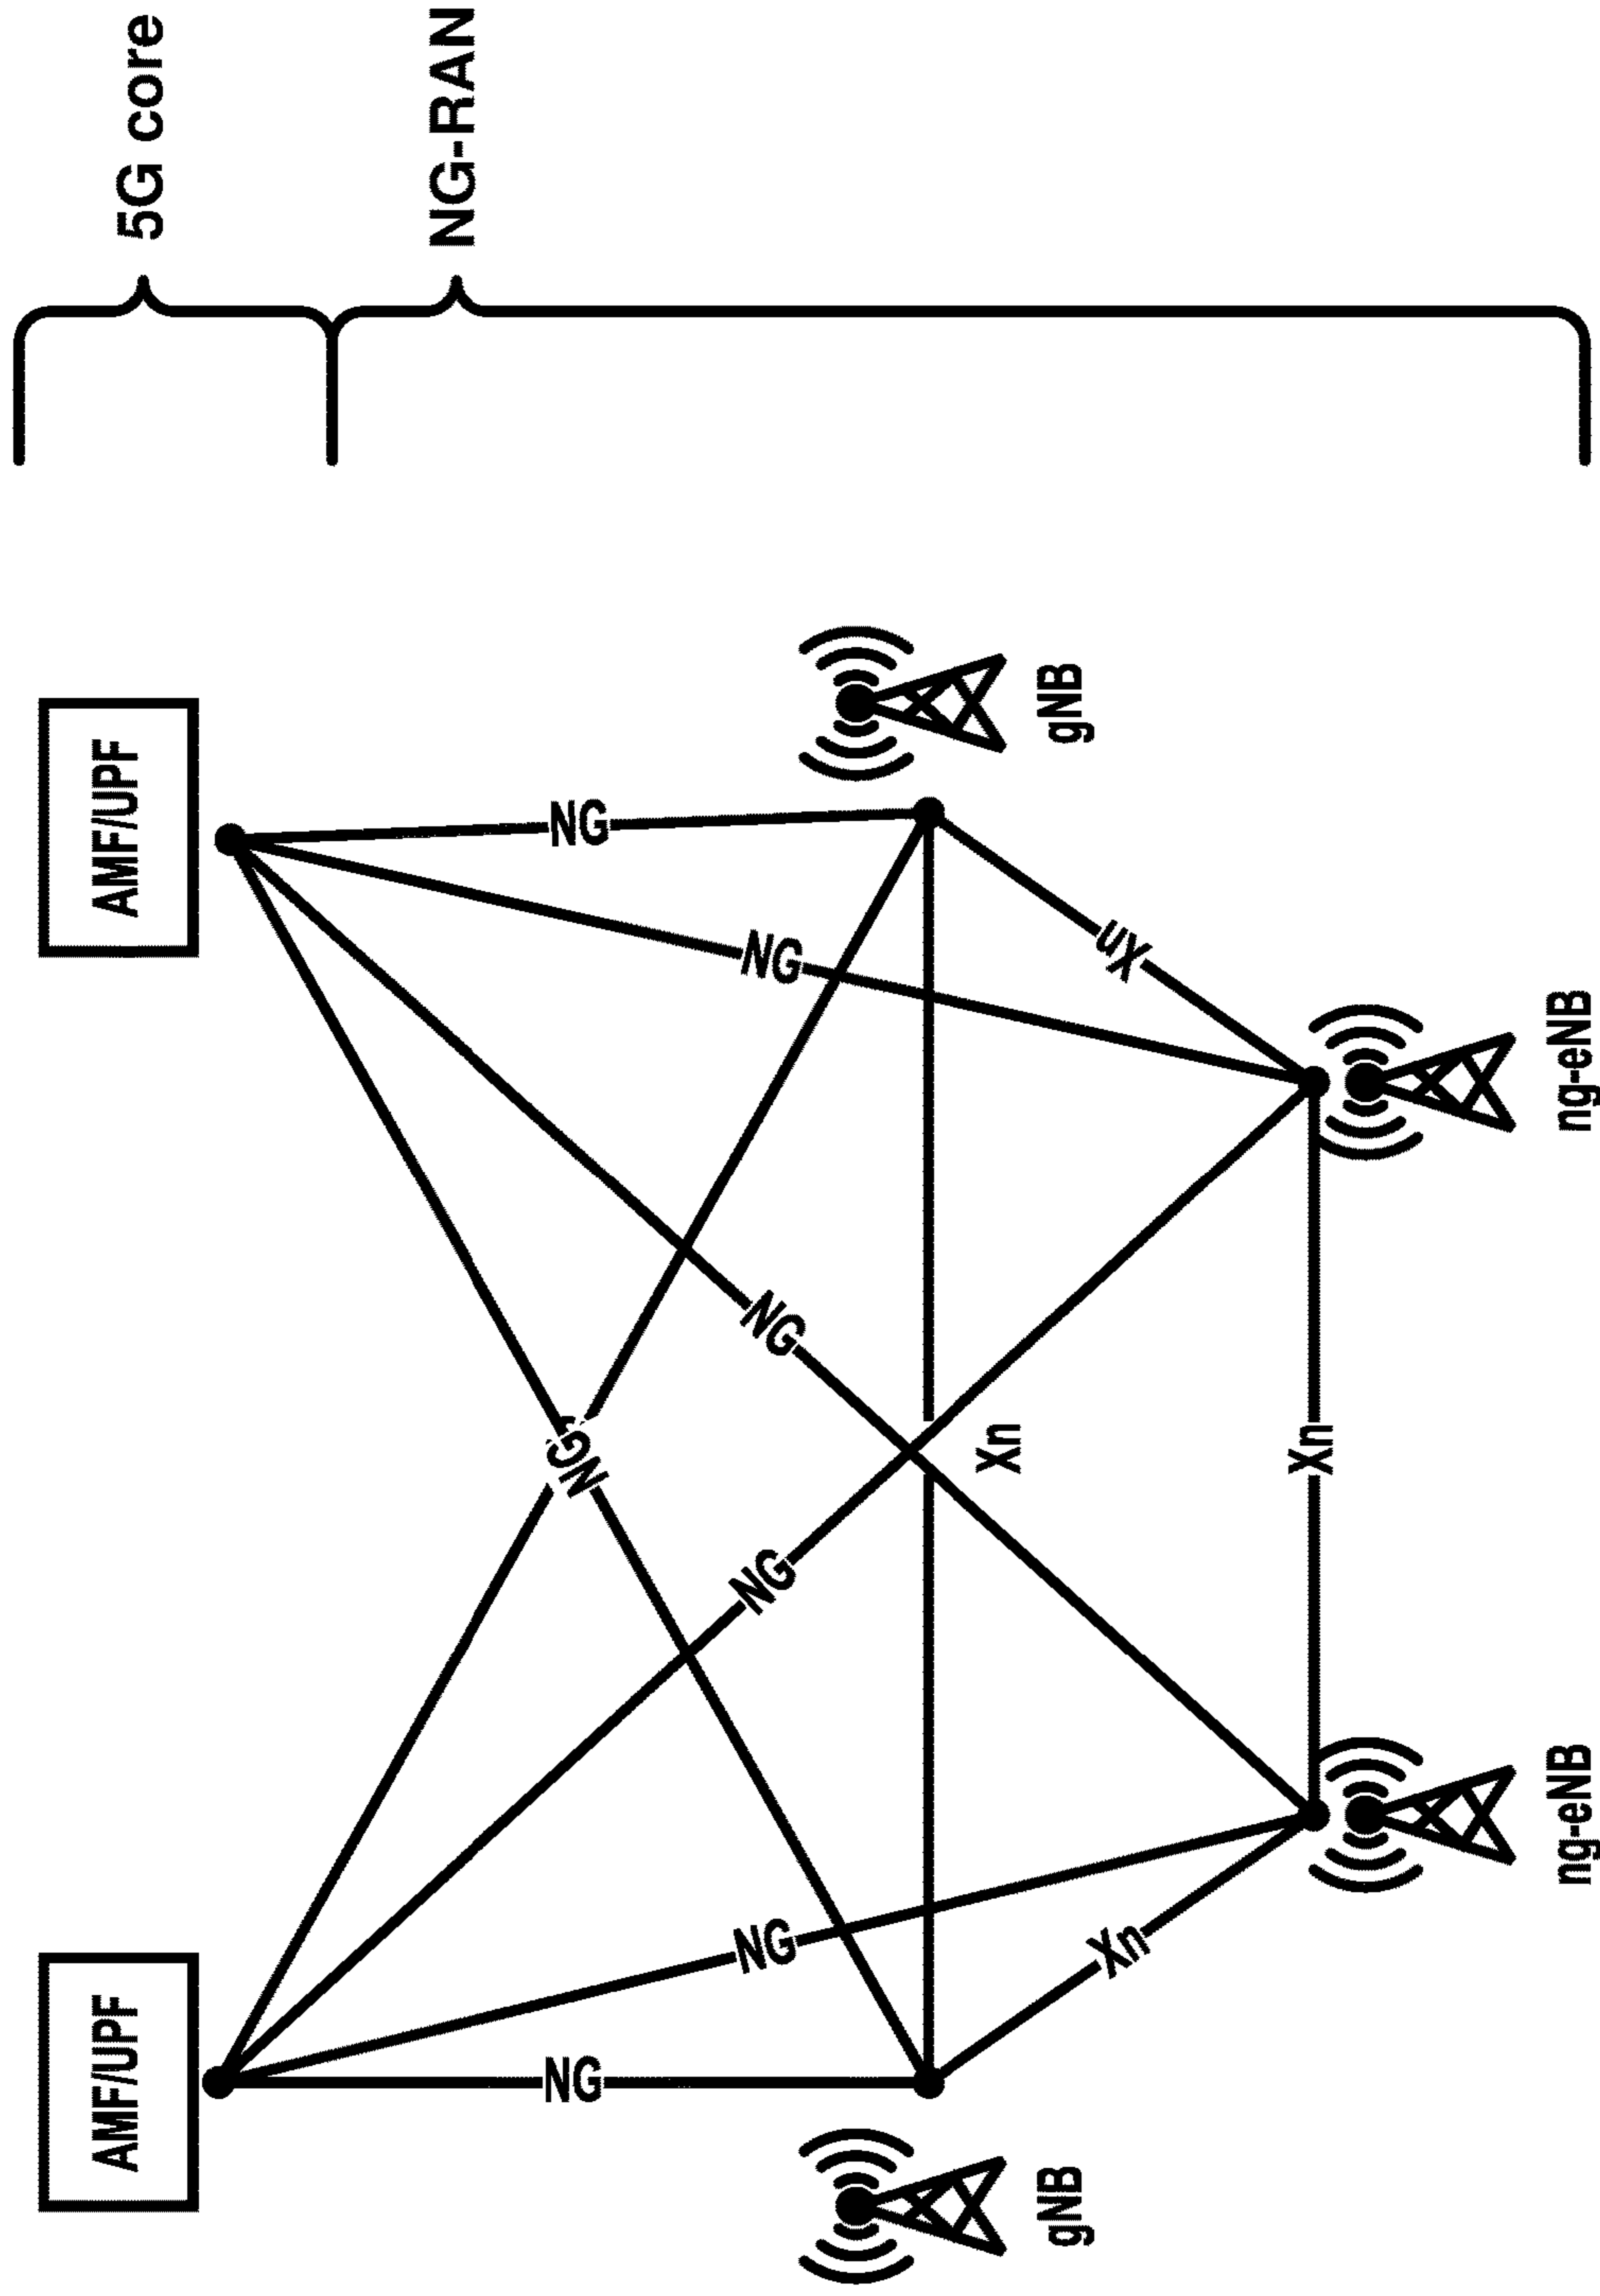 AMF/UPF
AMF/UPF
5G core
NG-RAN
NG
NG
NG
NG
NG
NG
NG
Xn
gNB
gNB
Xn
Xn
Xn
ng-eNB
ng-eNB